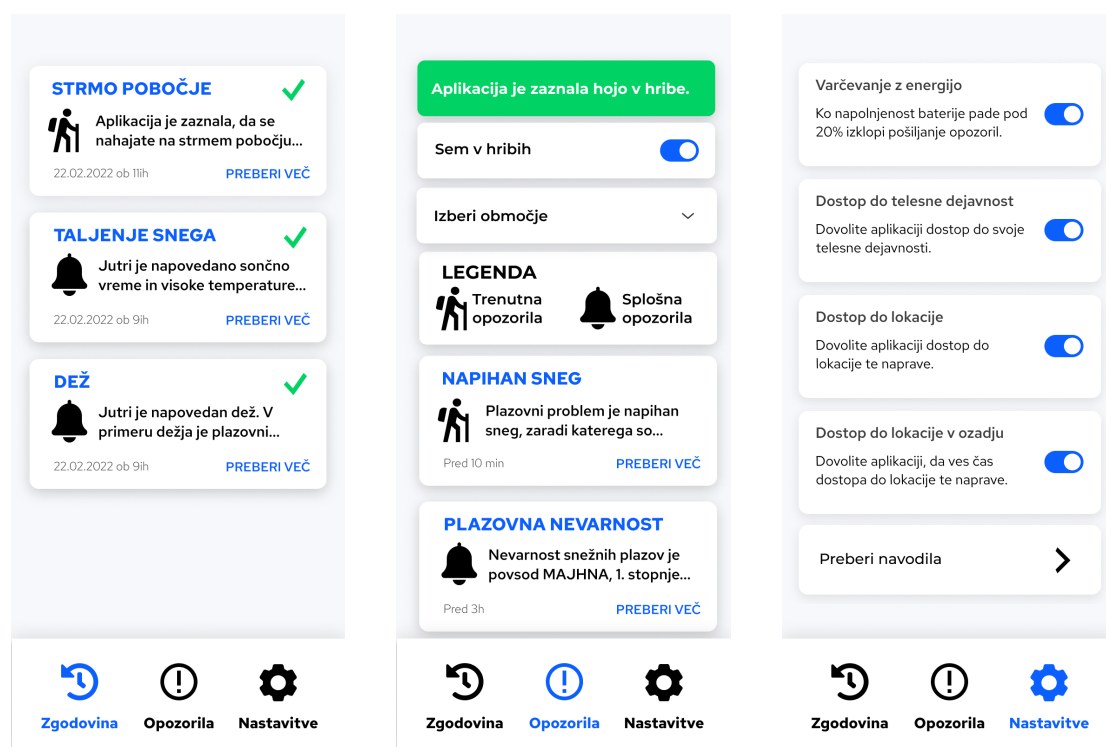 STRMO POBOČJE
Aplikacija je zaznala, da se
nahajate na strmem pobočju...
22.02.2022 ob 11ih
PREBERI VEČ
TALJENJE SNEGA
Jutri je napovedano sončno
vreme in visoke temperature...
22.02.2022 ob 9ih
PREBERI VEČ
DEŽ
Jutri je napovedan dež. V
primeru dežja je plazovni...
22.02.2022 ob 9ih
PREBERI VEČ
Zgodovina
Opozorila
Nastavitve
Aplikacija je zaznala hojo v hribe.
Sem v hribih
Izberi območje
LEGENDA
Trenutna
opozorila
Splošna
opozorila
NAPIHAN SNEG
Plazovni problem je napihan
sneg, zaradi katerega so...
Pred 10 min
PREBERI VEČ
PLAZOVNA NEVARNOST
Nevarnost snežnih plazov je
povsod MAJHNA, 1. stopnje...
Pred 3h
PREBERI VEČ
Zgodovina
Opozorila
Nastavitve
Varčevanje z energijo
Ko napolnjenost baterije pade pod
20% izklopi pošiljanje opozoril.
Dostop do telesne dejavnost
Dovolite aplikaciji dostop do svoje
telesne dejavnosti.
Dostop do lokacije
Dovolite aplikaciji dostop do
lokacije te naprave.
Dostop do lokacije v ozadju
Dovolite aplikaciji, da ves čas
dostopa do lokacije te naprave.
Preberi navodila
Zgodovina
Opozorila
Nastavitve